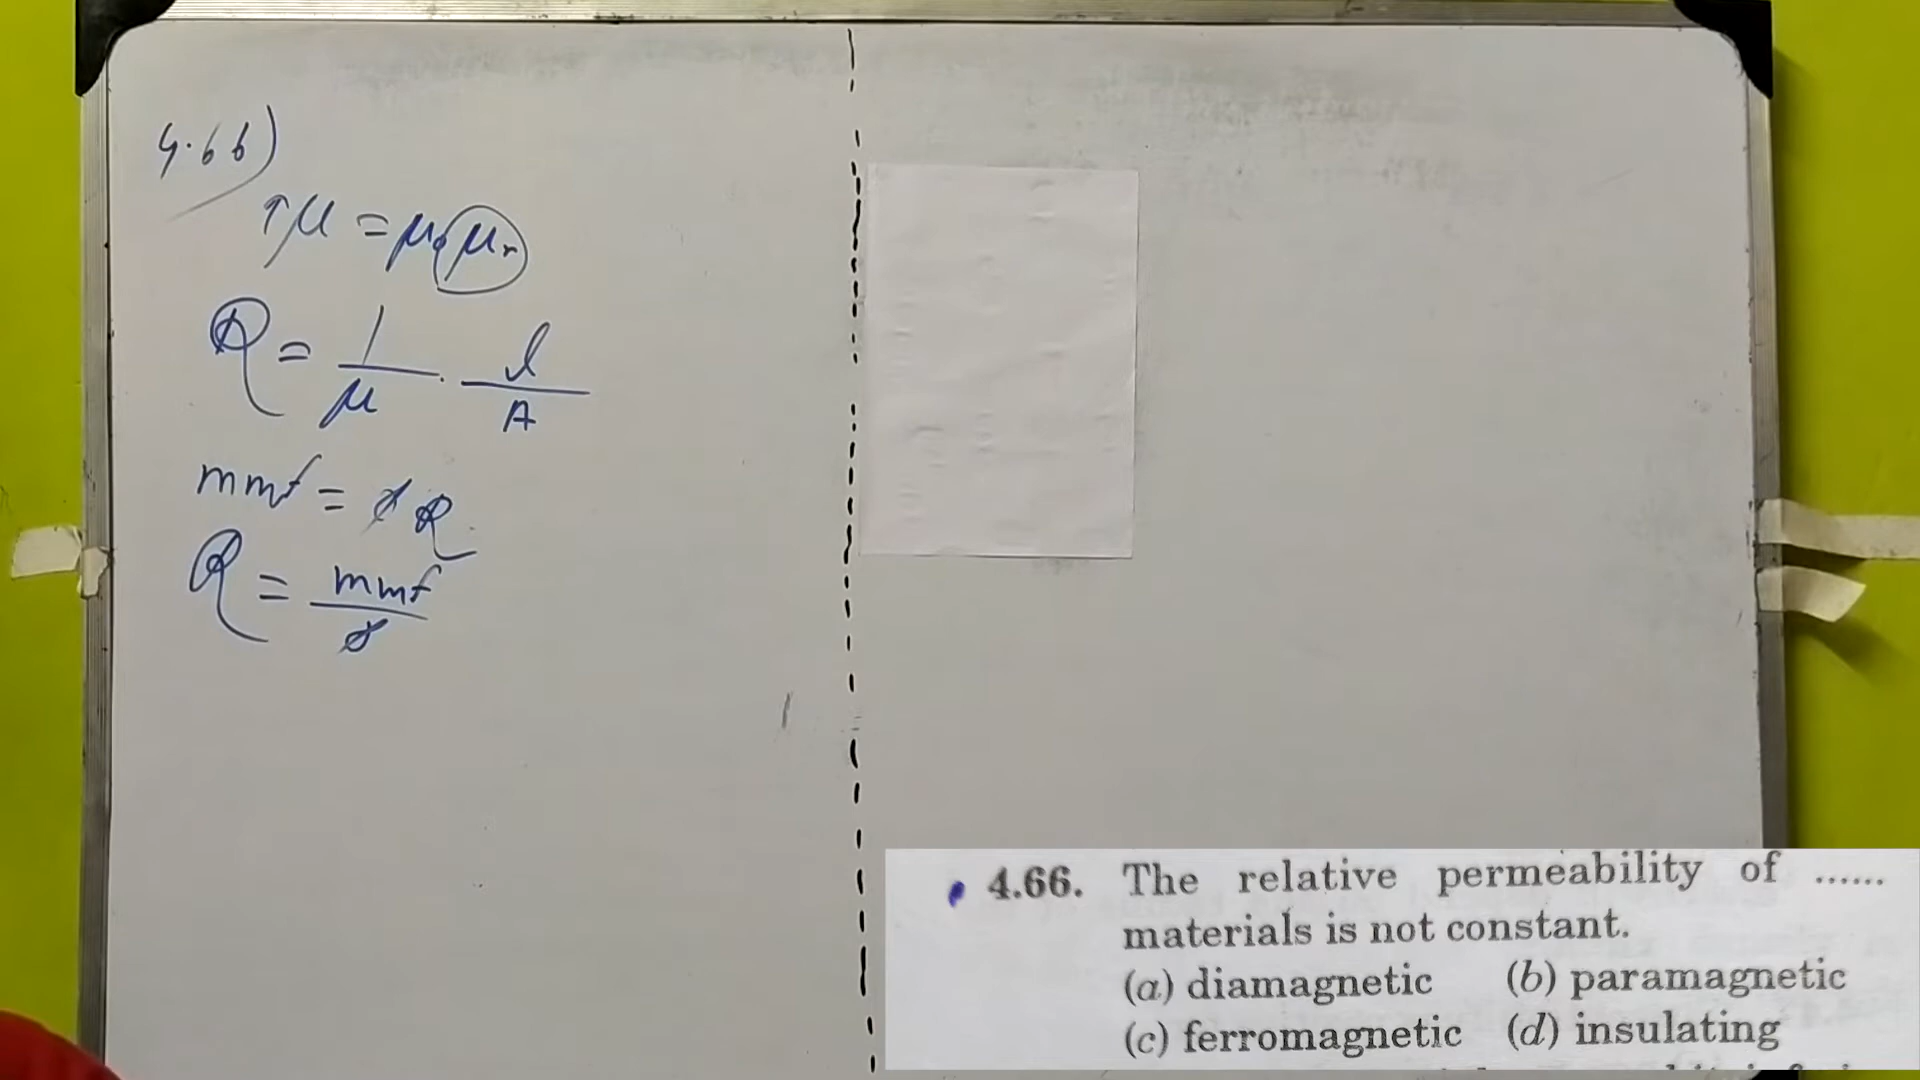 4.66)
↑μ = μ₀μᵣ
R = 1/μ · l/A
mmf = ϕ R
R = mmf/ϕ
4.66. The relative permeability of ......
materials is not constant.
(a) diamagnetic (b) paramagnetic
(c) ferromagnetic (d) insulating